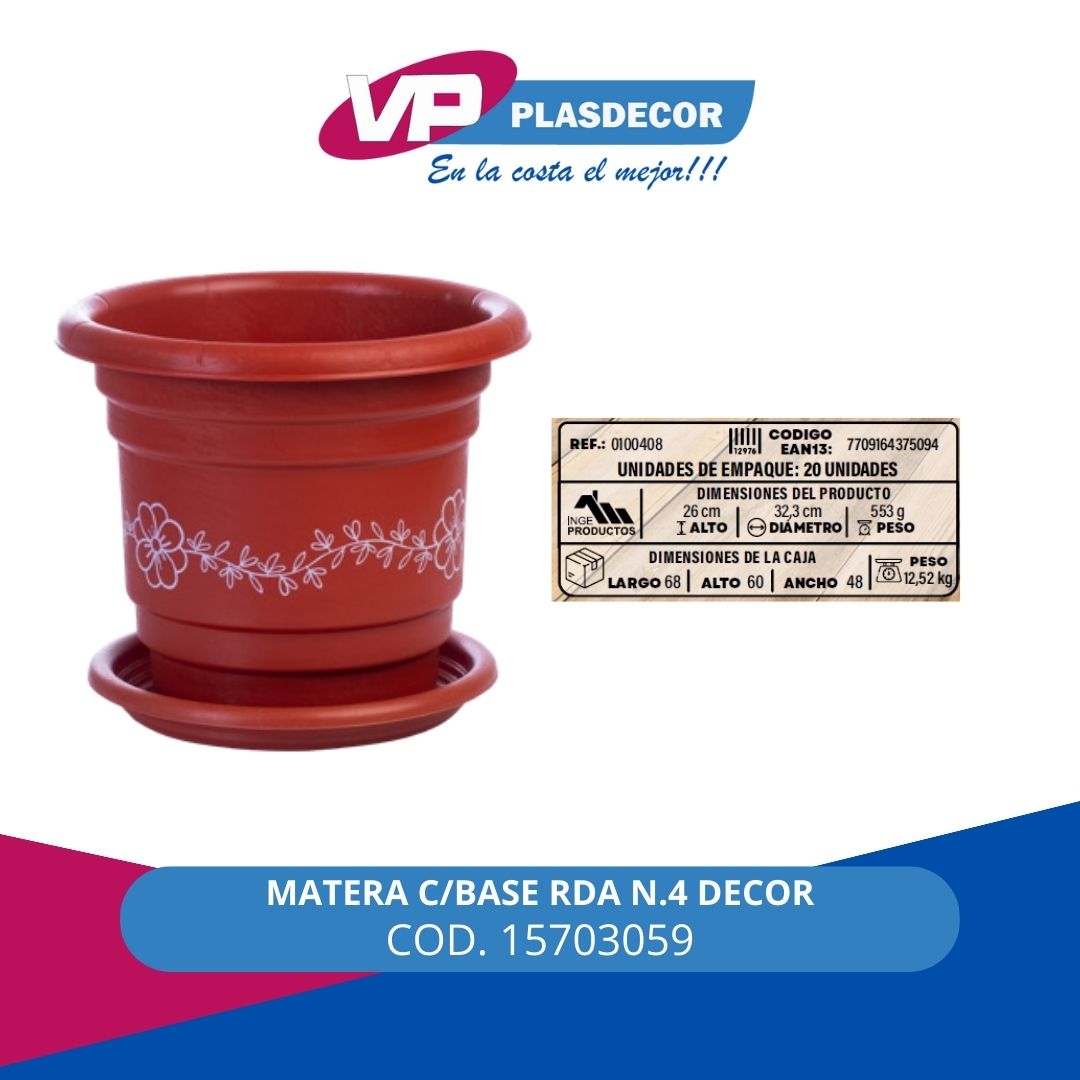 VP PLASDECOR
En la costa el mejor!!!
REF.: 0100408
12976
CODIGO
EAN13: 7709164375094
UNIDADES DE EMPAQUE: 20 UNIDADES
INGE
PRODUCTOS
DIMENSIONES DEL PRODUCTO
26 cm 32,3 cm 553 g
ALTO DIÁMETRO PESO
DIMENSIONES DE LA CAJA
LARGO 68 ALTO 60 ANCHO 48
PESO
12,52 kg
MATERA C/BASE RDA N.4 DECOR
COD. 15703059